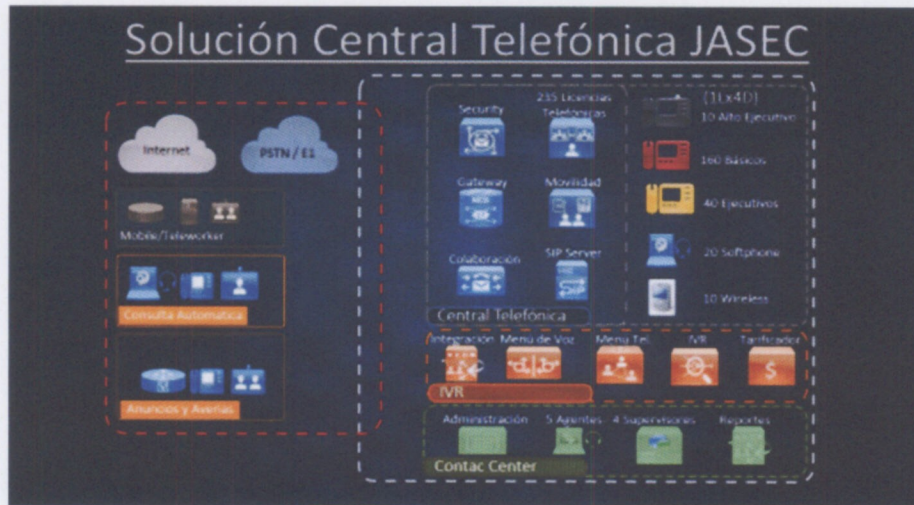 Solución Central Telefónica JASEC
Internet
PSTN / E1
Mobile/Teleworker
Consulta Automatica
Anuncios y Averias
Security
235 Licencias
Telefónicas
Gateway
Movilidad
Colaboración
SIP Server
Central Telefónica
(1Lx4D)
10 Alto Ejecutivo
160 Básicos
40 Ejecutivos
20 Softphone
10 Wireless
Integración
Menú de Voz
Menú Tel.
IVR
Tarificador
IVR
Administración
5 Agentes
4 Supervisores
Reportes
Contac Center